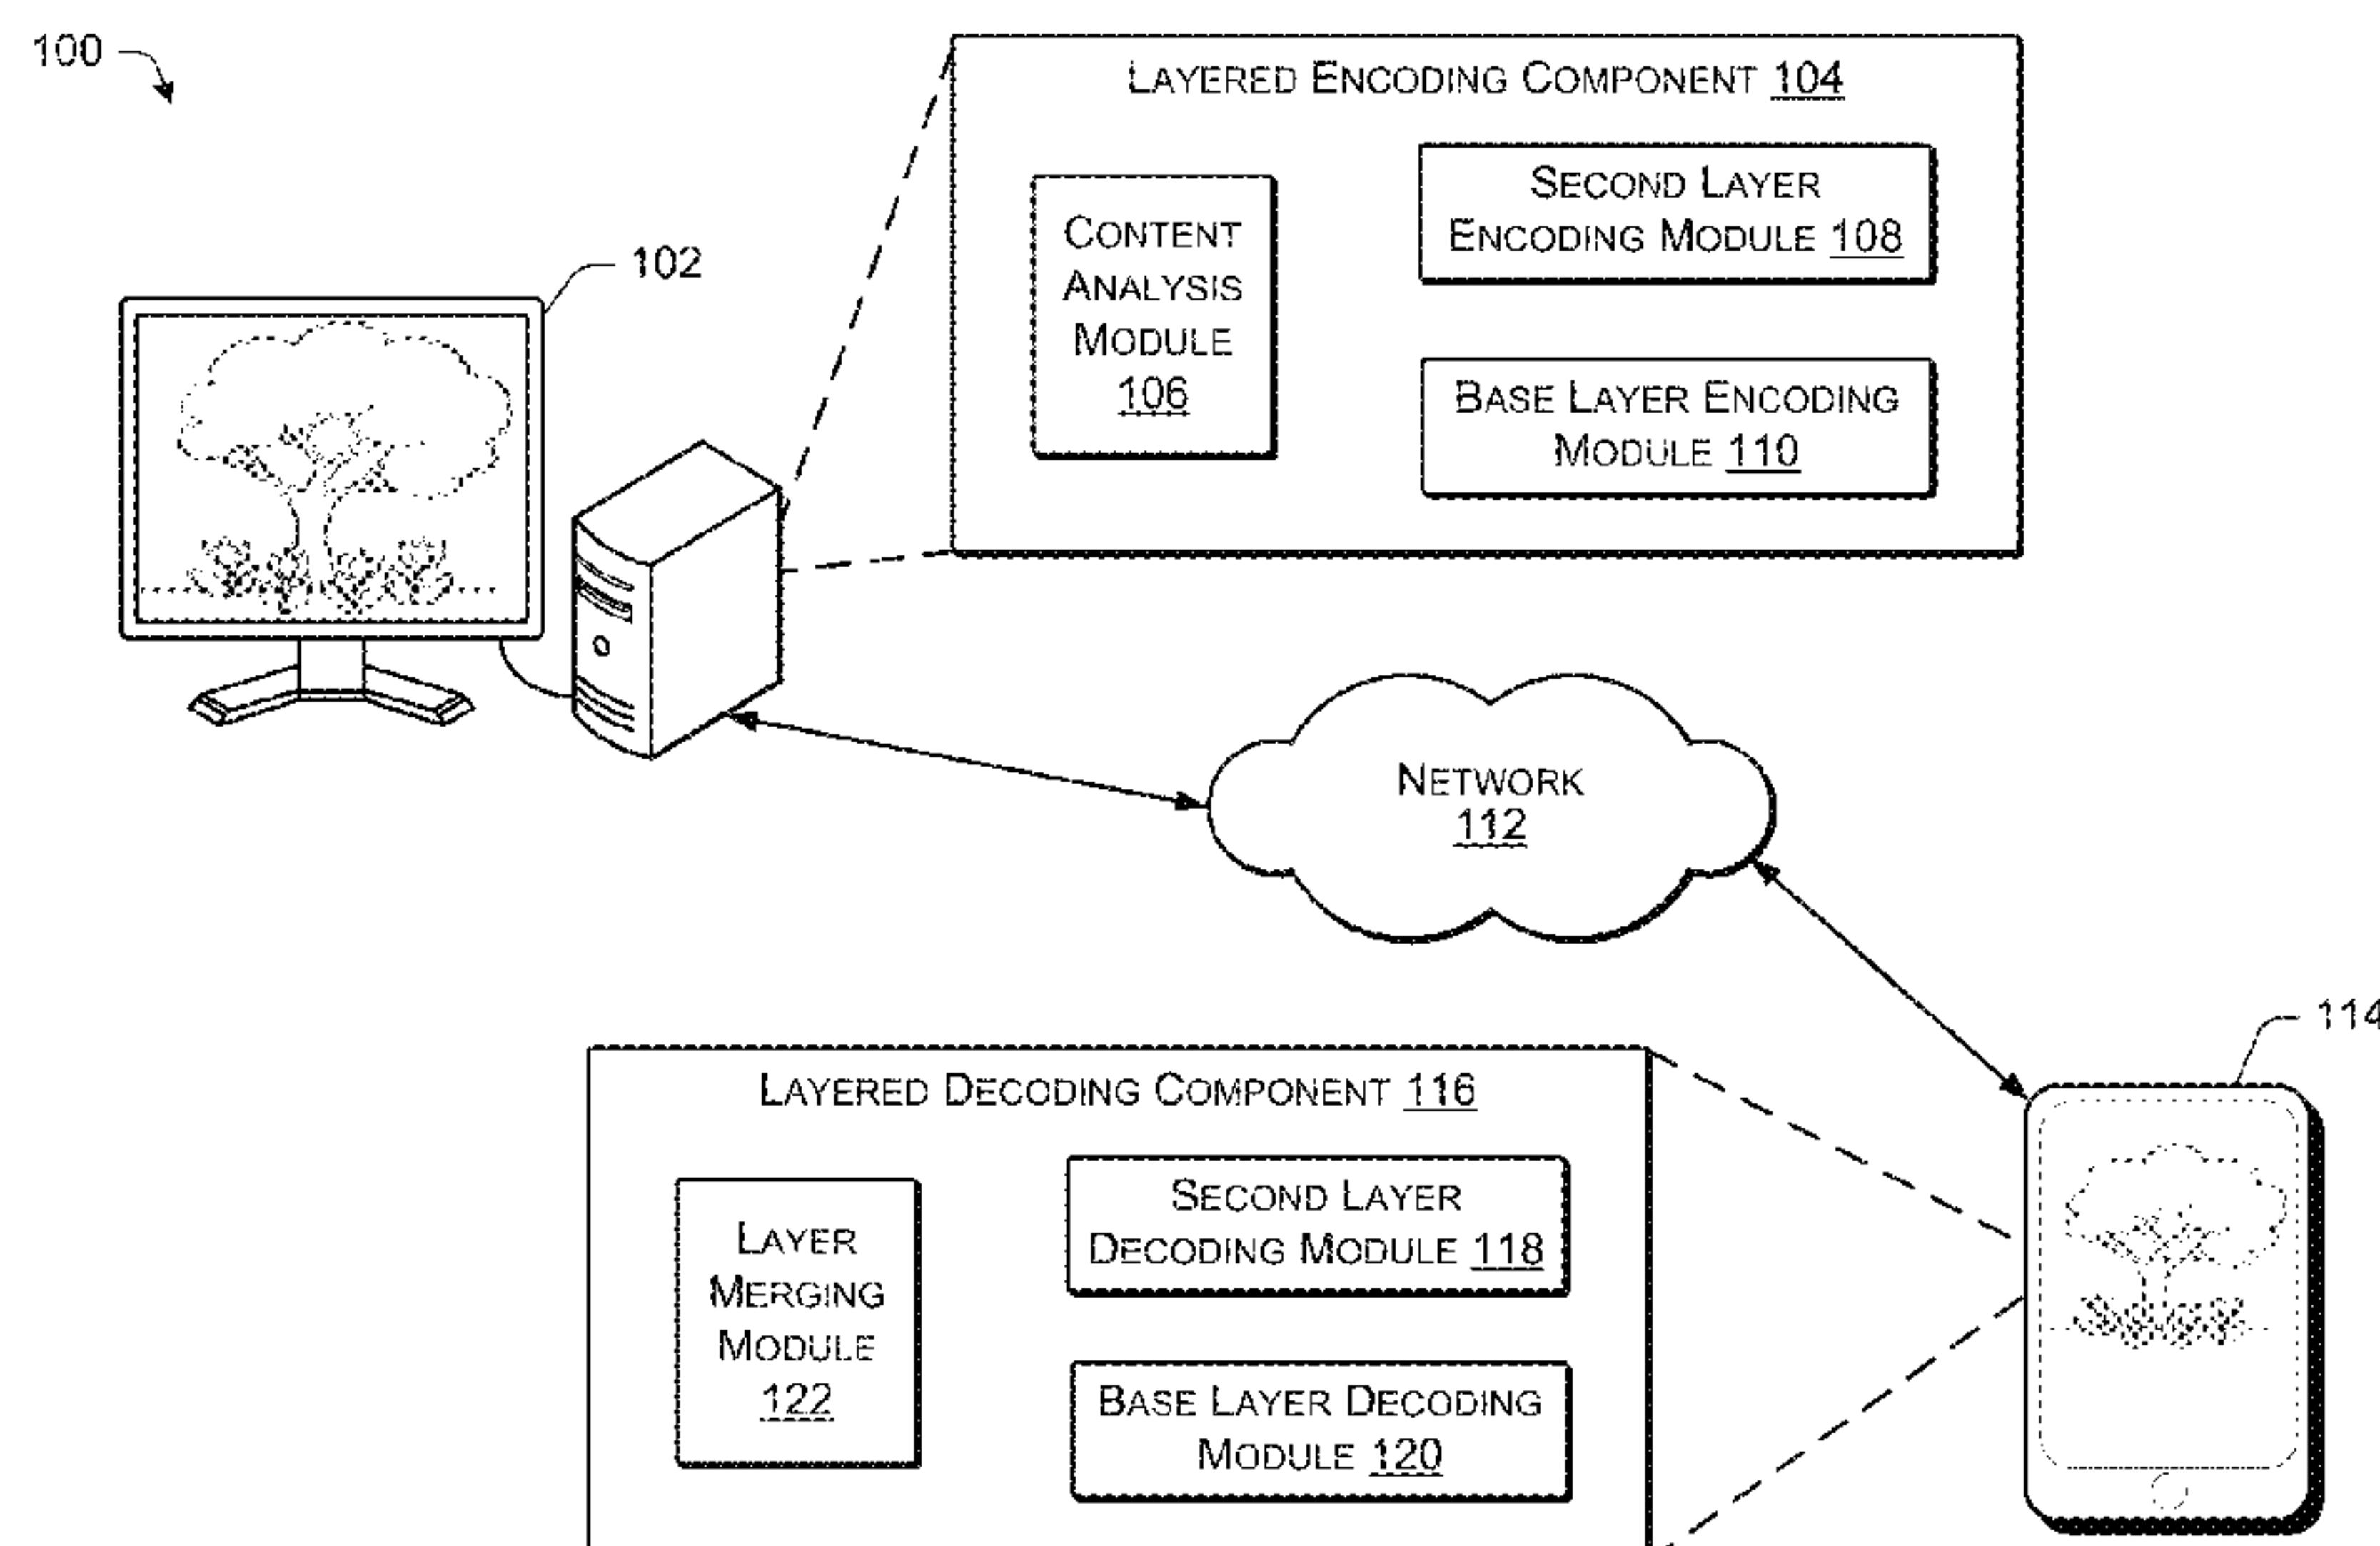 100
LAYERED ENCODING COMPONENT 104
102
CONTENT
ANALYSIS
MODULE
106
SECOND LAYER
ENCODING MODULE 108
BASE LAYER ENCODING
MODULE 110
NETWORK
112
114
LAYERED DECODING COMPONENT 116
LAYER
MERGING
MODULE
122
SECOND LAYER
DECODING MODULE 118
BASE LAYER DECODING
MODULE 120